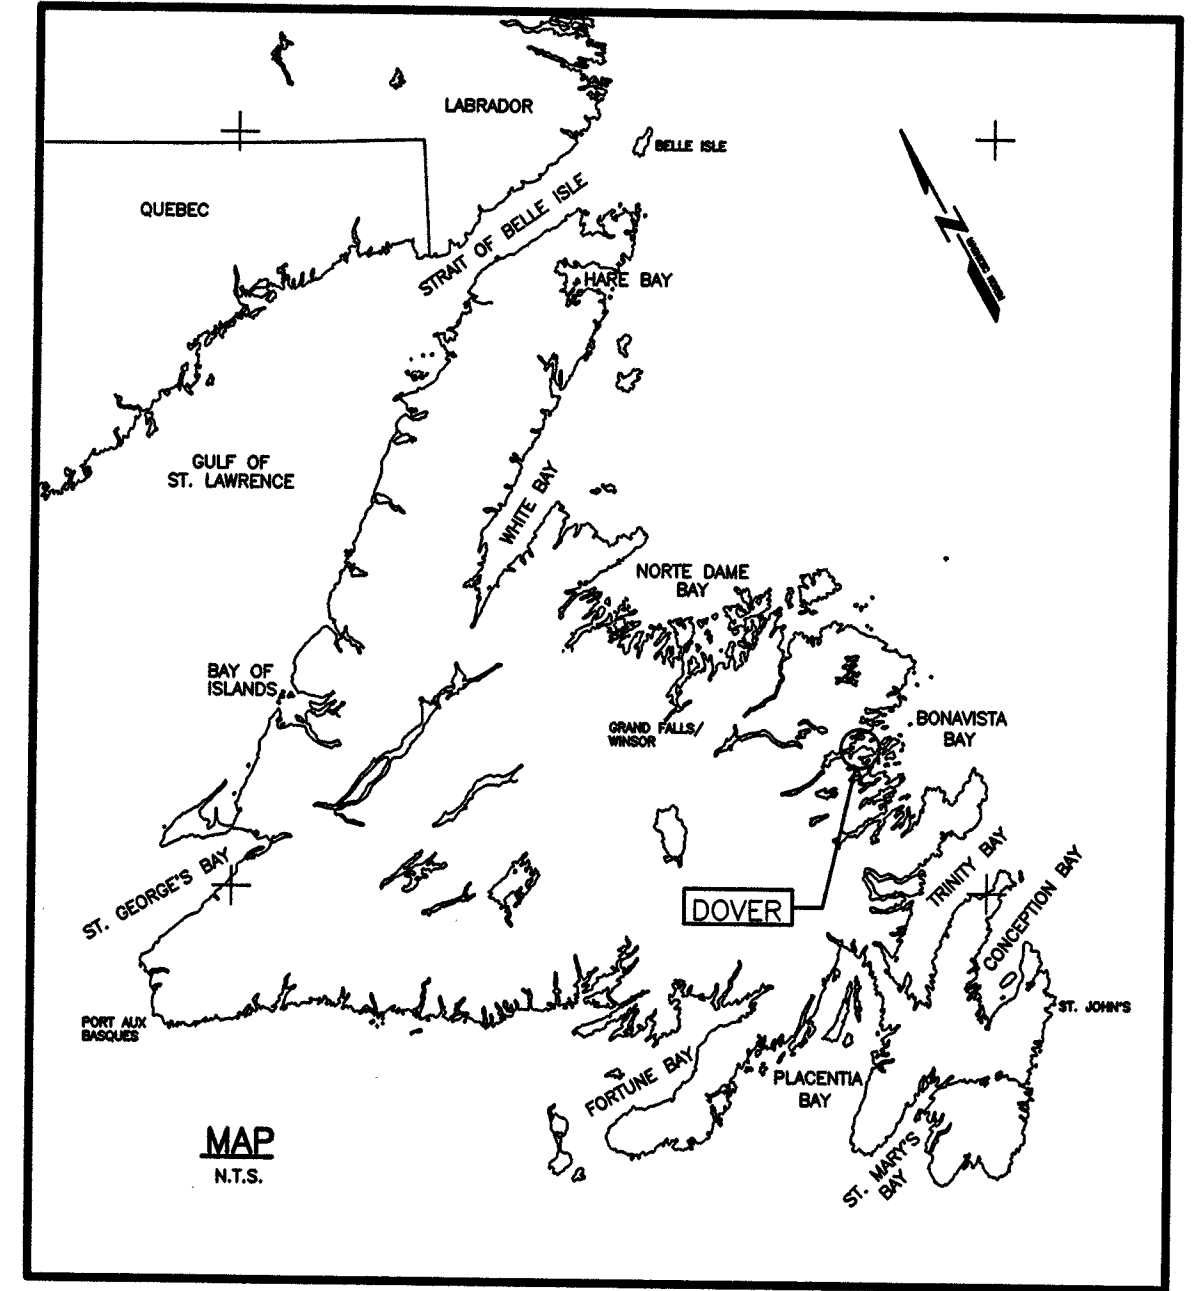 LABRADOR
BELLE ISLE
QUEBEC
STRAIT OF BELLE ISLE
HARE BAY
N
GULF OF
ST. LAWRENCE
WHITE BAY
NORTE DAME
BAY
BAY OF
ISLANDS
GRAND FALLS/
WINSOR
BONAVISTA
BAY
TRINITY BAY
CONCEPTION BAY
ST. GEORGE'S BAY
DOVER
ST. JOHN'S
PORT AUX
BASQUES
FORTUNE BAY
PLACENTIA
BAY
ST. MARY'S
BAY
MAP
N.T.S.